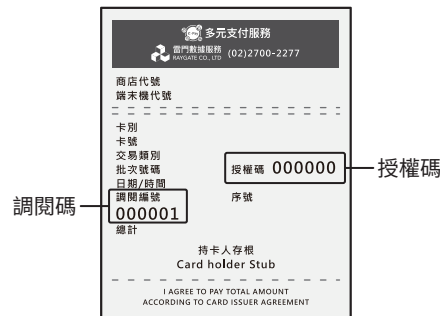 多元支付服務
雷門數據服務 (02)2700-2277
RAYGATE CO., LTD
商店代號
端末機代號
卡別
卡號
交易類別
批次號碼
授權碼 000000
授權碼
日期/時間
調閱編號
序號
調閱碼
000001
總計
持卡人存根
Card holder Stub
I AGREE TO PAY TOTAL AMOUNT
ACCORDING TO CARD ISSUER AGREEMENT